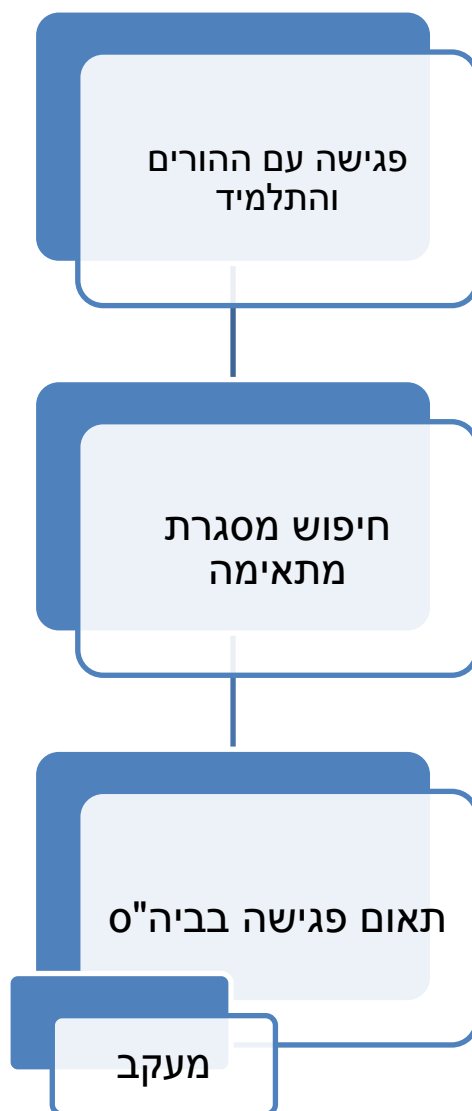 פגישה עם ההורים
והתלמיד
חיפוש מסגרת
מתאימה
תאום פגישה בביה"ס
מעקב